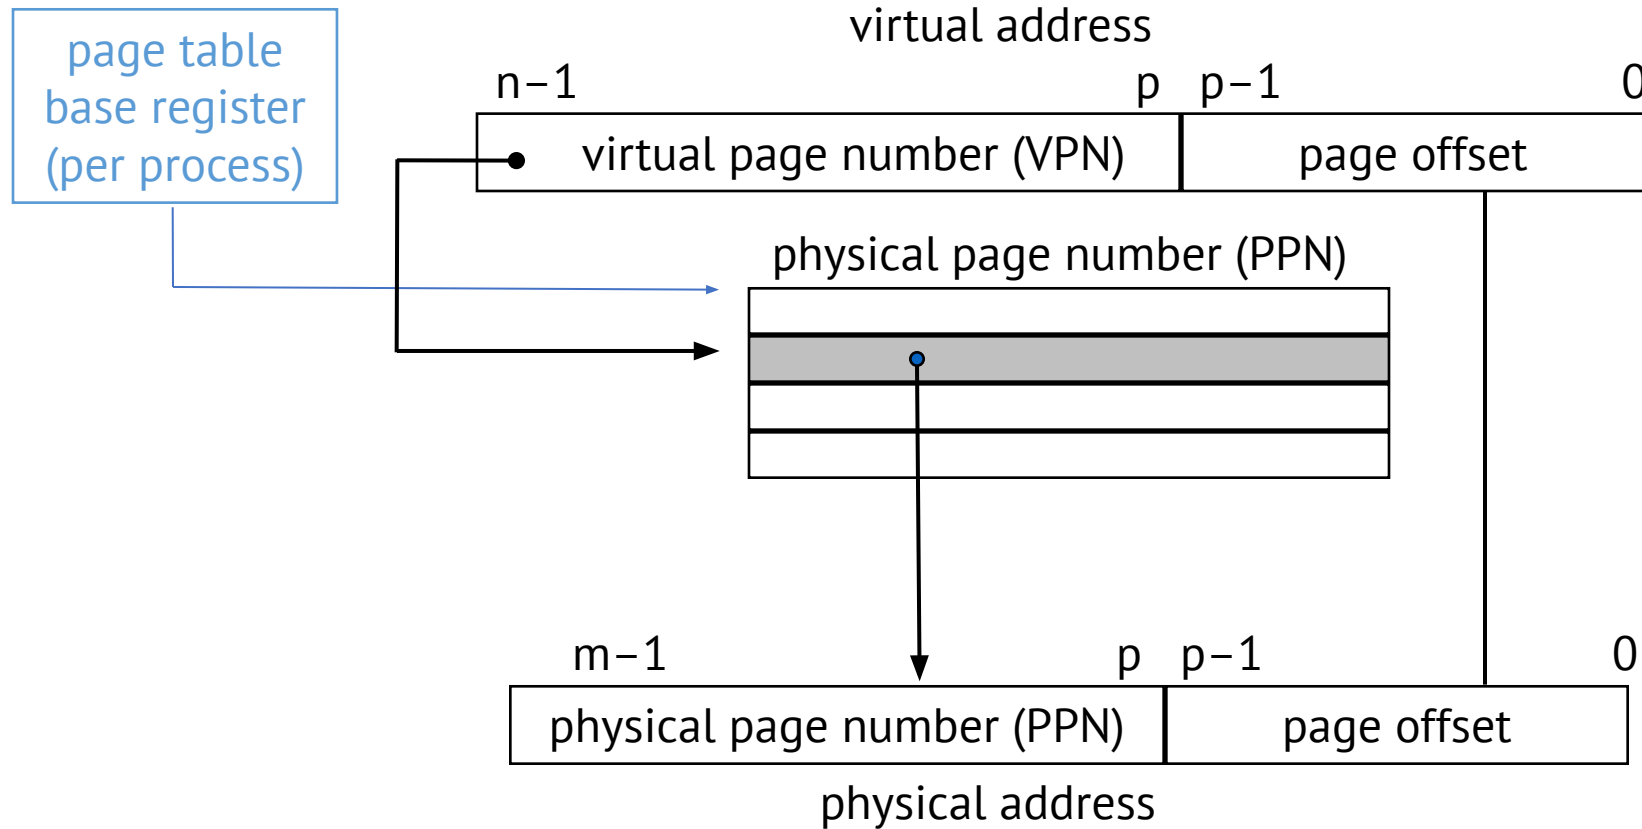 page table
base register
(per process)
virtual address
n–1 p p–1 0
virtual page number (VPN) page offset
physical page number (PPN)
m–1 p p–1 0
physical page number (PPN) page offset
physical address